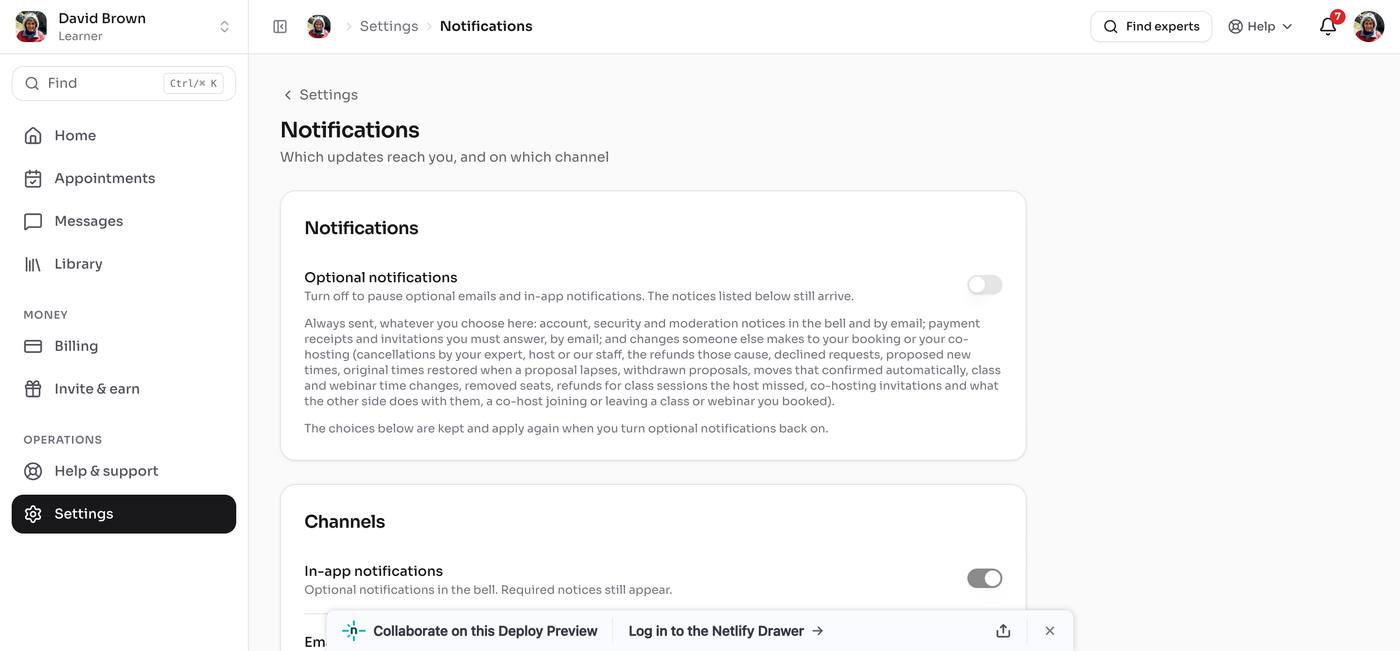 David Brown
Learner
Settings
Notifications
Find experts
Help
7
Find
Ctrl/⌘ K
Home
Appointments
Messages
Library
MONEY
Billing
Invite & earn
OPERATIONS
Help & support
Settings
Settings
Notifications
Which updates reach you, and on which channel
Notifications
Optional notifications
Turn off to pause optional emails and in-app notifications. The notices listed below still arrive.
Always sent, whatever you choose here: account, security and moderation notices in the bell and by email; payment
receipts and invitations you must answer, by email; and changes someone else makes to your booking or your co-
hosting (cancellations by your expert, host or our staff, the refunds those cause, declined requests, proposed new
times, original times restored when a proposal lapses, withdrawn proposals, moves that confirmed automatically, class
and webinar time changes, removed seats, refunds for class sessions the host missed, co-hosting invitations and what
the other side does with them, a co-host joining or leaving a class or webinar you booked).
The choices below are kept and apply again when you turn optional notifications back on.
Channels
In-app notifications
Optional notifications in the bell. Required notices still appear.
Collaborate on this Deploy Preview
Log in to the Netlify Drawer →